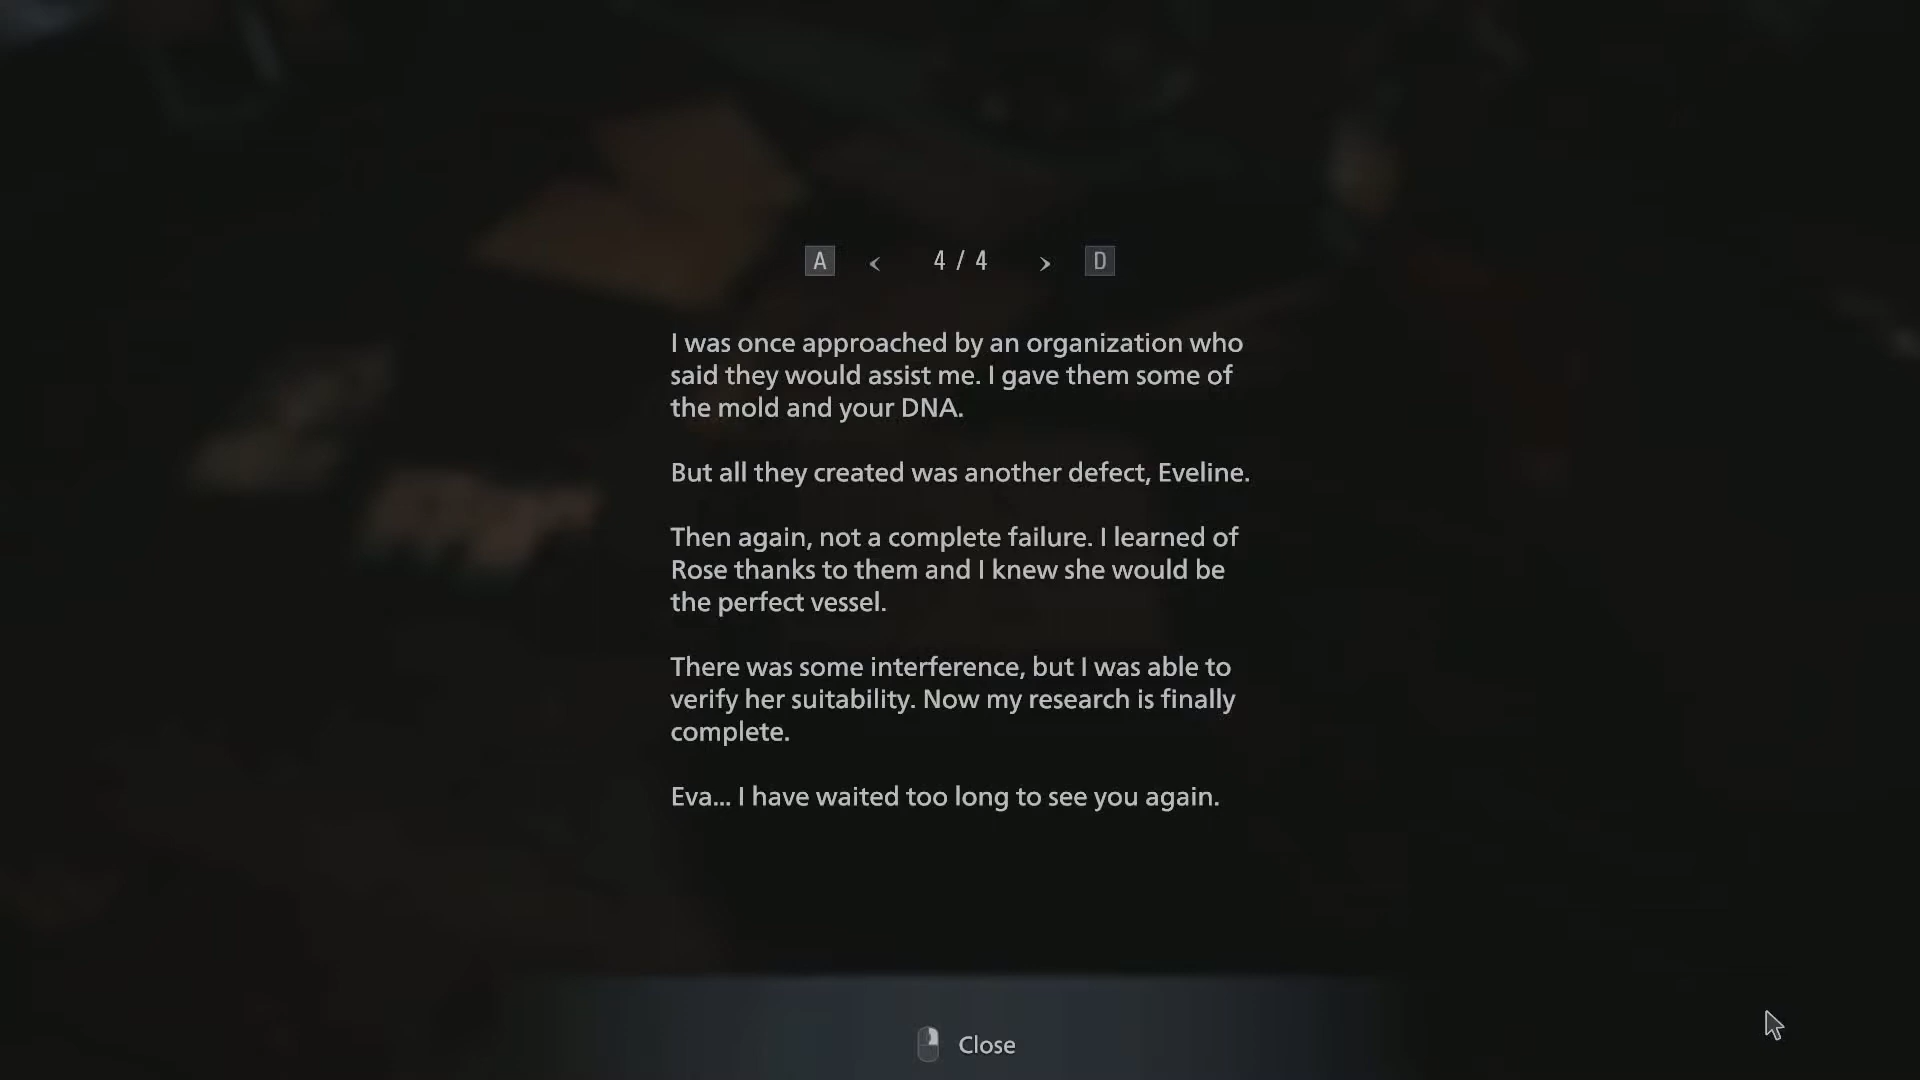 A < 4 / 4 > D
I was once approached by an organization who
said they would assist me. I gave them some of
the mold and your DNA.
But all they created was another defect, Eveline.
Then again, not a complete failure. I learned of
Rose thanks to them and I knew she would be
the perfect vessel.
There was some interference, but I was able to
verify her suitability. Now my research is finally
complete.
Eva... I have waited too long to see you again.
Close